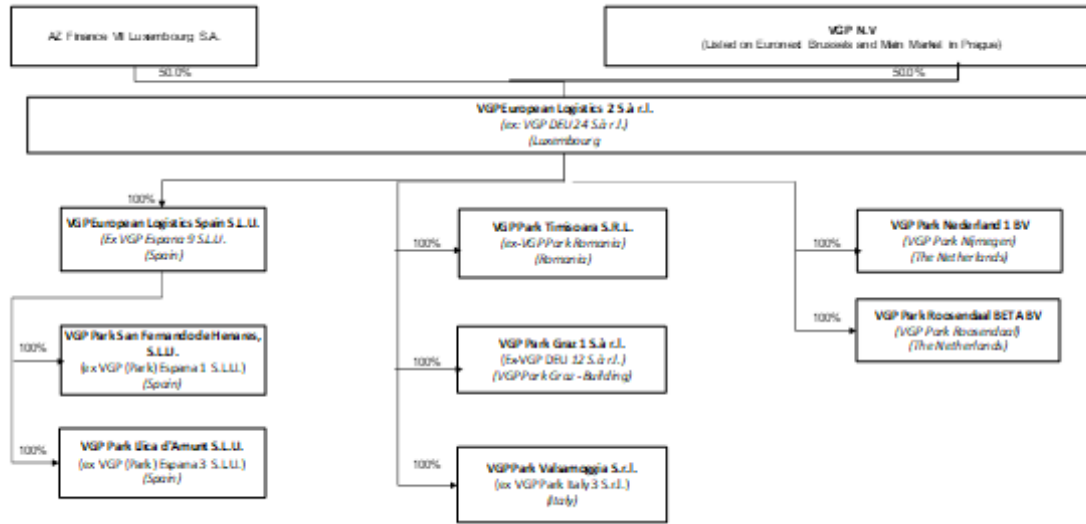 AZ Finance VII Luxembourg S.A.
VGP N.V
(Listed on Euronext Brussels and Main Market in Prague)
50.0%
50.0%
VGP European Logistics 2 S.à r.l.
(ex: VGP DEU 24 S.à r.l.)
(Luxembourg
100%
VGP European Logistics Spain S.L.U.
(Ex VGP Espana 9 S.L.U.
(Spain)
100%
VGP Park Timisoara S.R.L.
(ex-VGP Park Romania)
(Romania)
100%
VGP Park Nederland 1 BV
(VGP Park Nijmegen)
(The Netherlands)
100%
VGP Park Roosendaal BETA BV
(VGP Park Roosendaal)
(The Netherlands)
100%
VGP Park San Fernando de Henares,
S.L.U.
(ex VGP (Park) Espana 1 S.L.U.)
(Spain)
100%
VGP Park Graz 1 S.à r.l.
(Ex-VGP DEU 12 S.à r.l.)
(VGP Park Graz - Building)
100%
VGP Park Llica d'Amunt S.L.U.
(ex VGP (Park) Espana 3 S.L.U.)
(Spain)
100%
VGP Park Valsamoggia S.r.l.
(ex VGP Park Italy 3 S.r.l.)
(Italy)